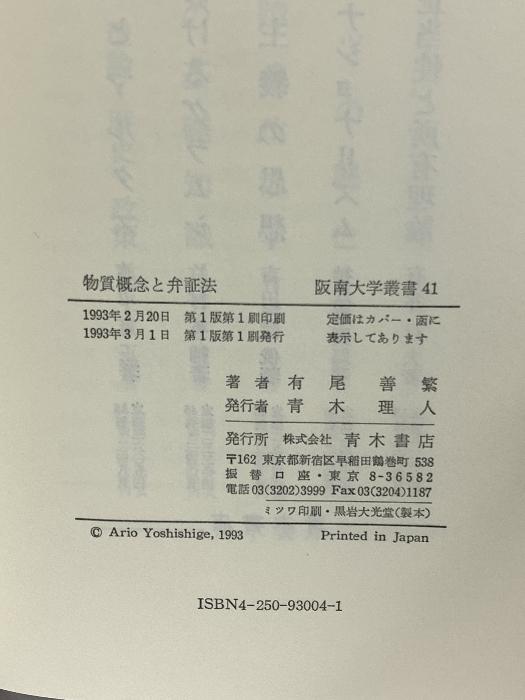 物質概念と弁証法 阪南大学叢書 41
1993年2月20日 第1版第1刷印刷 定価はカバー・函に
1993年3月1日 第1版第1刷発行 表示してあります
著者 有尾善繁
発行者 青木理人
発行所 株式会社 青木書店
〒162 東京都新宿区早稲田鶴巻町 538
振替口座・東京 8-36582
電話03(3202)3999 Fax03(3204)1187
ミツワ印刷・黒岩大光堂(製本)
© Ario Yoshishige, 1993 Printed in Japan
ISBN4-250-93004-1